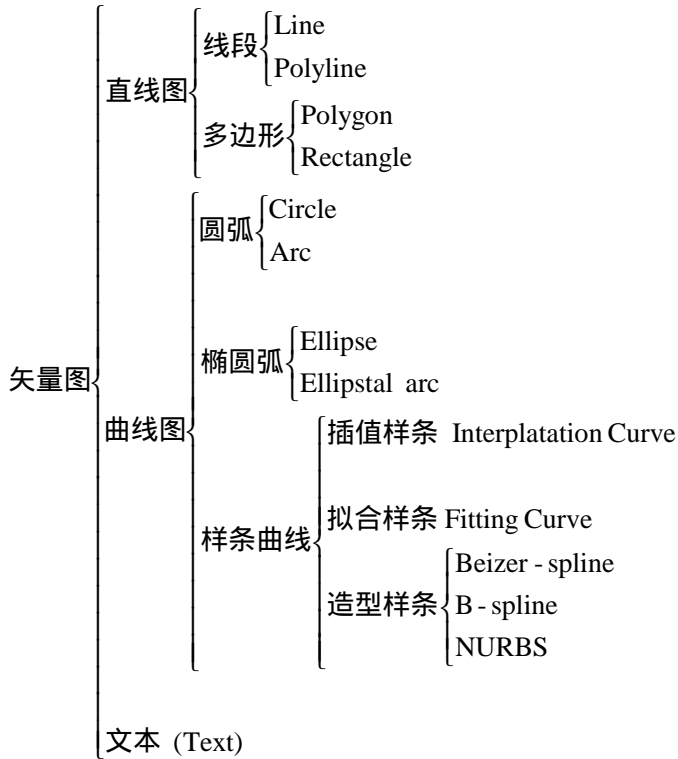 线段 Line
Polyline
直线图
多边形 Polygon
Rectangle
圆弧 Circle
Arc
椭圆弧 Ellipse
Ellipstal arc
矢量图
曲线图
插值样条 Interplatation Curve
拟合样条 Fitting Curve
样条曲线
Beizer - spline
造型样条 B - spline
NURBS
文本 (Text)